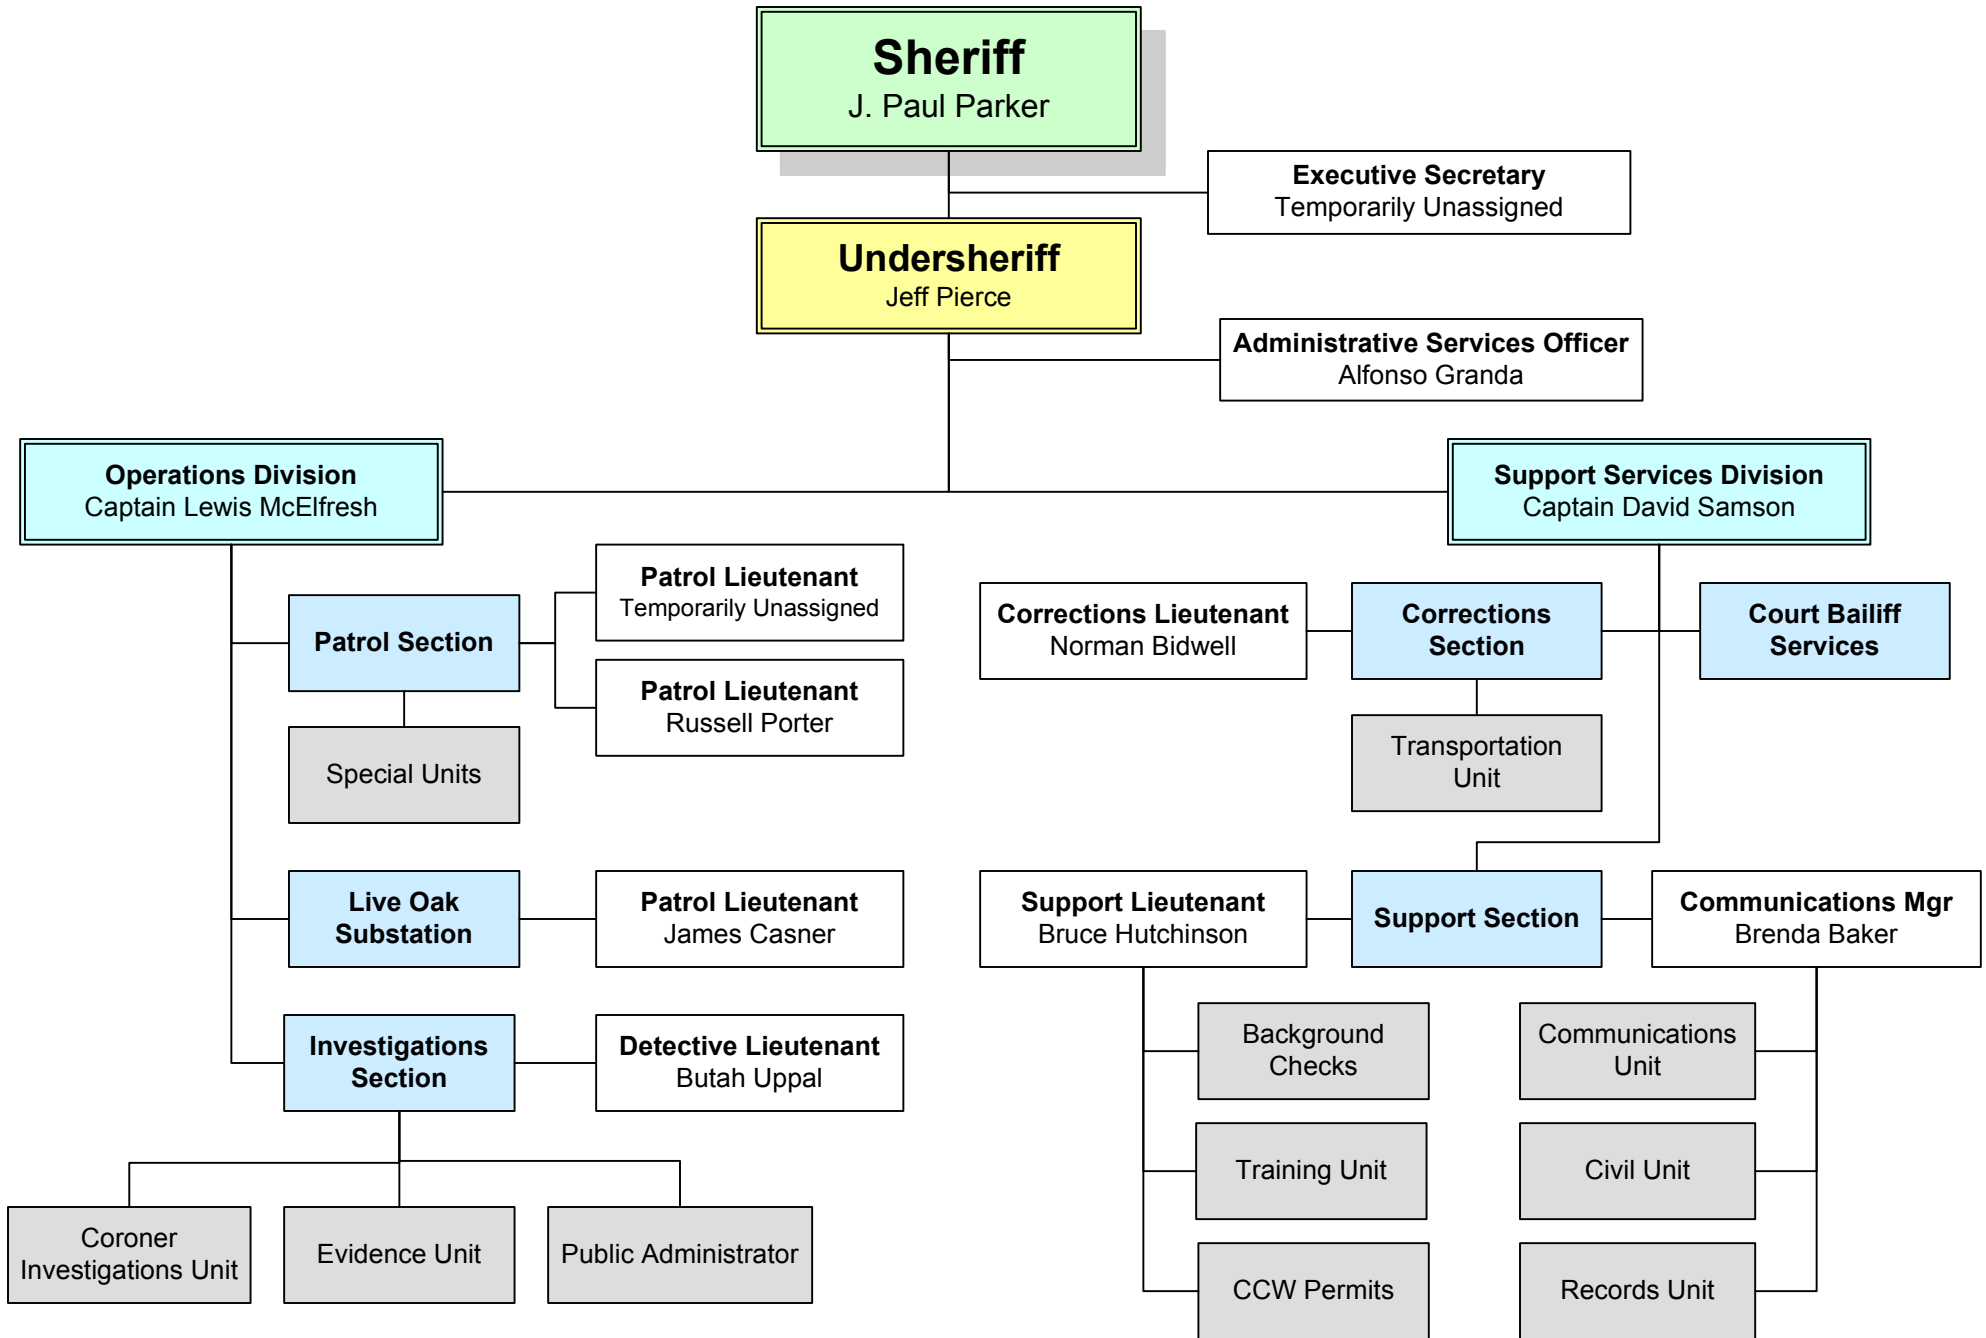 Sheriff
J. Paul Parker
Executive Secretary
Temporarily Unassigned
Undersheriff
Jeff Pierce
Administrative Services Officer
Alfonso Granda
Operations Division
Captain Lewis McElfresh
Support Services Division
Captain David Samson
Patrol Section
Patrol Lieutenant
Temporarily Unassigned
Patrol Lieutenant
Russell Porter
Special Units
Corrections Lieutenant
Norman Bidwell
Corrections
Section
Court Bailiff
Services
Transportation
Unit
Live Oak
Substation
Patrol Lieutenant
James Casner
Support Lieutenant
Bruce Hutchinson
Support Section
Communications Mgr
Brenda Baker
Investigations
Section
Detective Lieutenant
Butah Uppal
Background
Checks
Communications
Unit
Training Unit
Civil Unit
Coroner
Investigations Unit
Evidence Unit
Public Administrator
CCW Permits
Records Unit